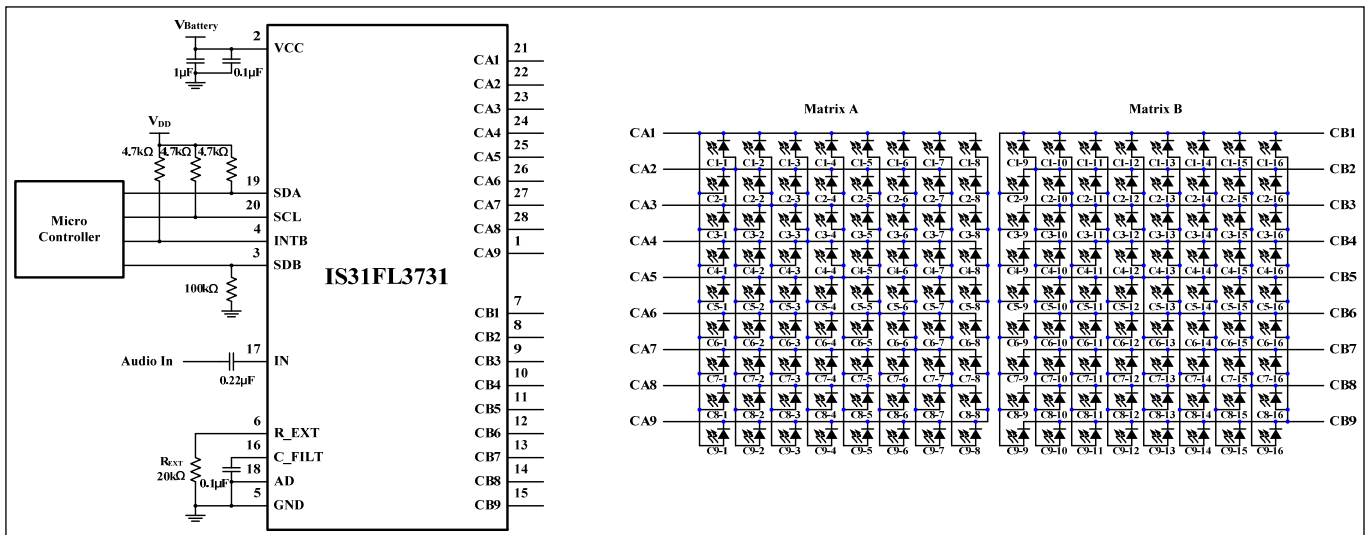 VBattery
2
VCC
1µF
0.1µF
VDD
4.7kΩ
4.7kΩ
4.7kΩ
Micro
Controller
19
SDA
20
SCL
4
INTB
3
SDB
100kΩ
Audio In
0.22µF
17
IN
6
R_EXT
16
C_FILT
18
AD
5
GND
REXT
20kΩ
0.1µF
IS31FL3731
21
CA1
22
CA2
23
CA3
24
CA4
25
CA5
26
CA6
27
CA7
28
CA8
1
CA9
7
CB1
8
CB2
9
CB3
10
CB4
11
CB5
12
CB6
13
CB7
14
CB8
15
CB9
Matrix A
Matrix B
CA1
CB1
C1-1 C1-2 C1-3 C1-4 C1-5 C1-6 C1-7 C1-8 C1-9 C1-10 C1-11 C1-12 C1-13 C1-14 C1-15 C1-16
CA2
CB2
C2-1 C2-2 C2-3 C2-4 C2-5 C2-6 C2-7 C2-8 C2-9 C2-10 C2-11 C2-12 C2-13 C2-14 C2-15 C2-16
CA3
CB3
C3-1 C3-2 C3-3 C3-4 C3-5 C3-6 C3-7 C3-8 C3-9 C3-10 C3-11 C3-12 C3-13 C3-14 C3-15 C3-16
CA4
CB4
C4-1 C4-2 C4-3 C4-4 C4-5 C4-6 C4-7 C4-8 C4-9 C4-10 C4-11 C4-12 C4-13 C4-14 C4-15 C4-16
CA5
CB5
C5-1 C5-2 C5-3 C5-4 C5-5 C5-6 C5-7 C5-8 C5-9 C5-10 C5-11 C5-12 C5-13 C5-14 C5-15 C5-16
CA6
CB6
C6-1 C6-2 C6-3 C6-4 C6-5 C6-6 C6-7 C6-8 C6-9 C6-10 C6-11 C6-12 C6-13 C6-14 C6-15 C6-16
CA7
CB7
C7-1 C7-2 C7-3 C7-4 C7-5 C7-6 C7-7 C7-8 C7-9 C7-10 C7-11 C7-12 C7-13 C7-14 C7-15 C7-16
CA8
CB8
C8-1 C8-2 C8-3 C8-4 C8-5 C8-6 C8-7 C8-8 C8-9 C8-10 C8-11 C8-12 C8-13 C8-14 C8-15 C8-16
CA9
CB9
C9-1 C9-2 C9-3 C9-4 C9-5 C9-6 C9-7 C9-8 C9-9 C9-10 C9-11 C9-12 C9-13 C9-14 C9-15 C9-16